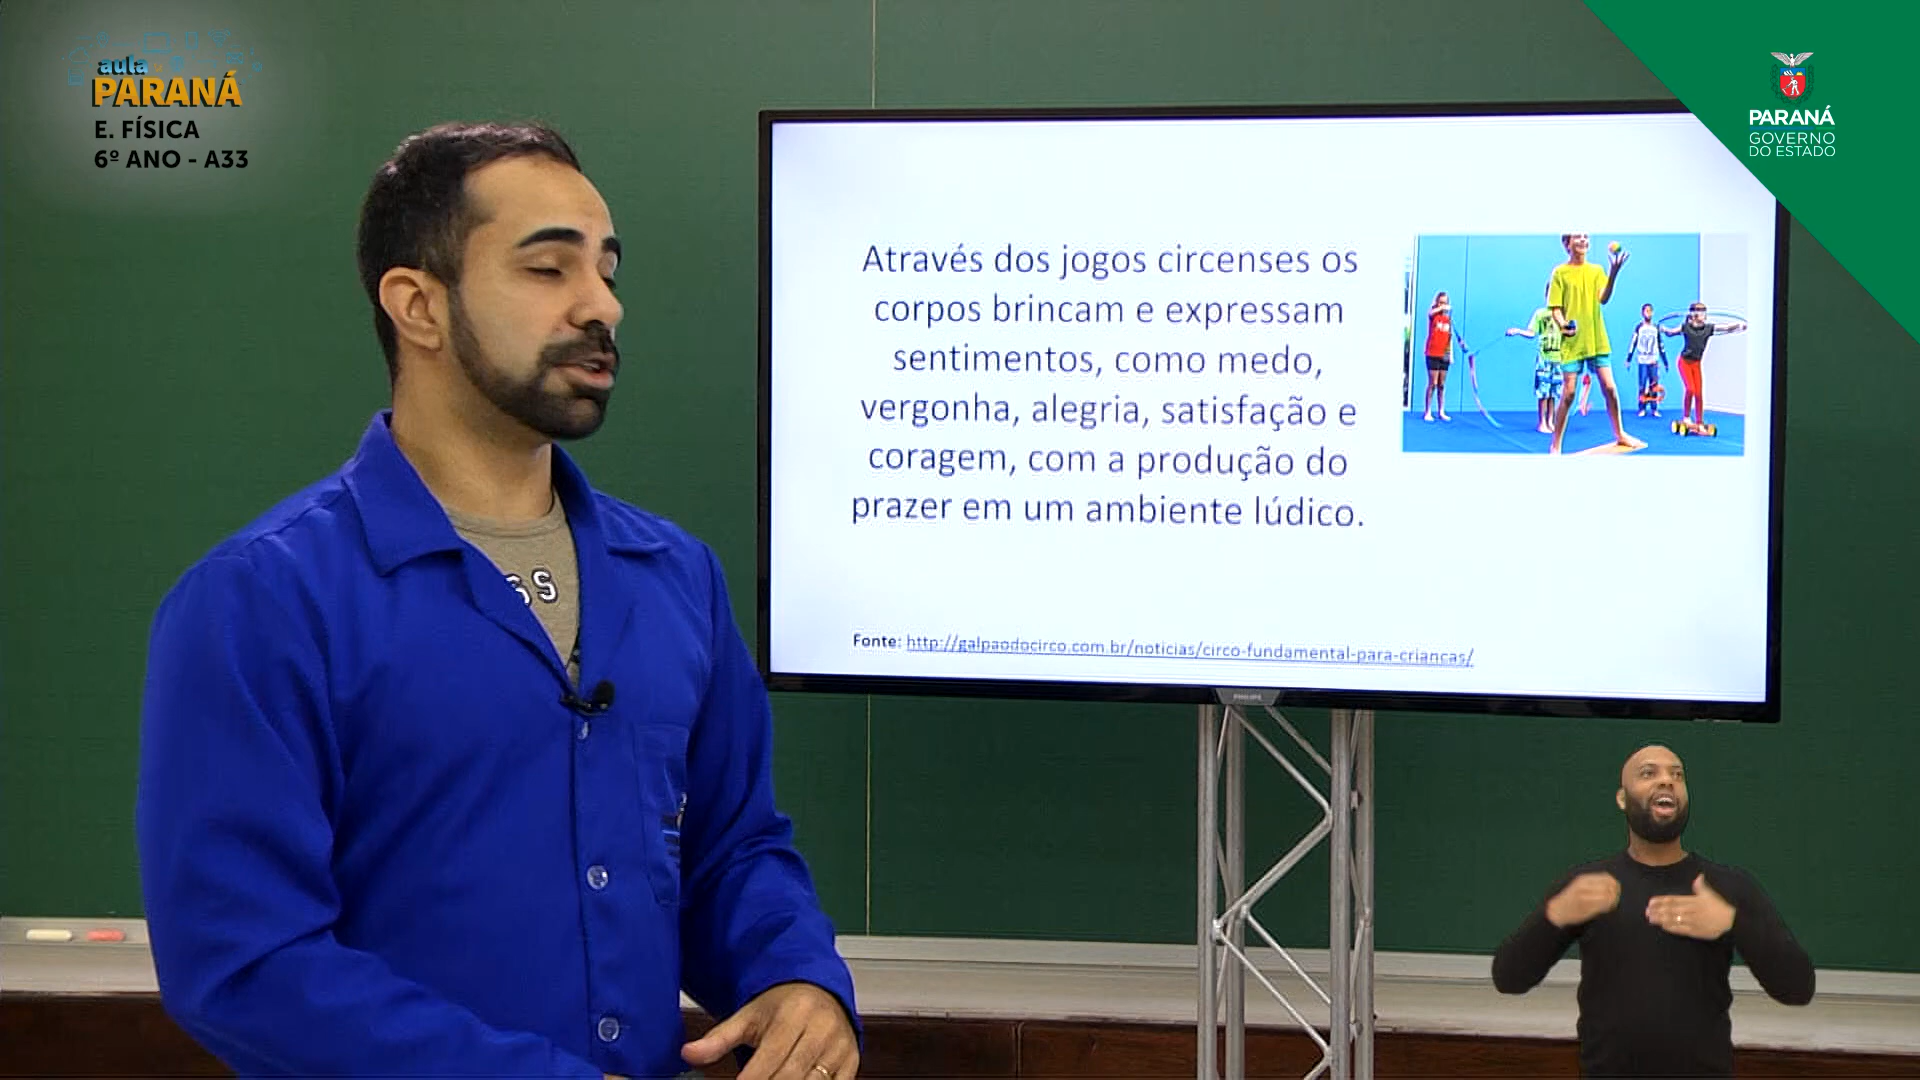 aula
PARANÁ
E. FÍSICA
6º ANO - A33
PARANÁ
GOVERNO
DO ESTADO
Através dos jogos circenses os
corpos brincam e expressam
sentimentos, como medo,
vergonha, alegria, satisfação e
coragem, com a produção do
prazer em um ambiente lúdico.
Fonte: http://galpaodocirco.com.br/noticias/circo-fundamental-para-criancas/
SS
PHILIPS